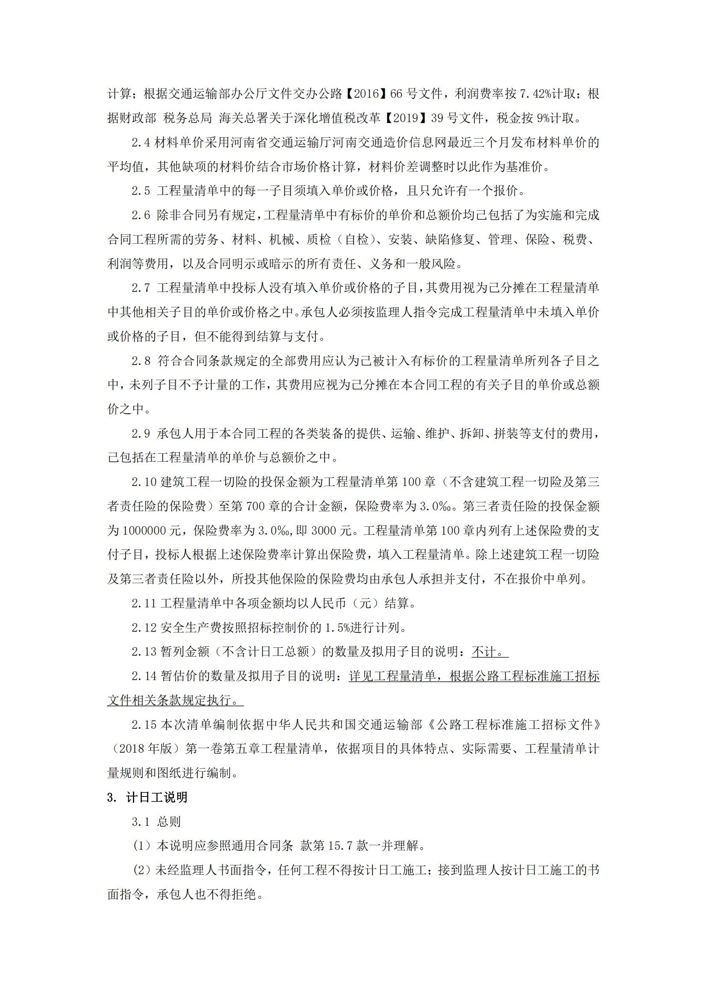 计算；根据交通运输部办公厅文件交办公路【2016】66 号文件，利润费率按 7.42%计取；根
据财政部 税务总局 海关总署关于深化增值税改革【2019】39 号文件，税金按 9%计取。
2.4 材料单价采用河南省交通运输厅河南交通造价信息网最近三个月发布材料单价的
平均值，其他缺项的材料价结合市场价格计算，材料价差调整时以此作为基准价。
2.5 工程量清单中的每一子目须填入单价或价格，且只允许有一个报价。
2.6 除非合同另有规定，工程量清单中有标价的单价和总额价均己包括了为实施和完成
合同工程所需的劳务、材料、机械、质检（自检）、安装、缺陷修复、管理、保险、税费、
利润等费用，以及合同明示或暗示的所有责任、义务和一般风险。
2.7 工程量清单中投标人没有填入单价或价格的子目，其费用视为己分摊在工程量清单
中其他相关子目的单价或价格之中。承包人必须按监理人指令完成工程量清单中未填入单价
或价格的子目，但不能得到结算与支付。
2.8 符合合同条款规定的全部费用应认为己被计入有标价的工程量清单所列各子目之
中，未列子目不予计量的工作，其费用应视为己分摊在本合同工程的有关子目的单价或总额
价之中。
2.9 承包人用于本合同工程的各类装备的提供、运输、维护、拆卸、拼装等支付的费用，
己包括在工程量清单的单价与总额价之中。
2.10 建筑工程一切险的投保金额为工程量清单第 100 章（不含建筑工程一切险及第三
者责任险的保险费）至第 700 章的合计金额，保险费率为 3.0‰。第三者责任险的投保金额
为 1000000 元，保险费率为 3.0‰,即 3000 元。工程量清单第 100 章内列有上述保险费的支
付子目，投标人根据上述保险费率计算出保险费，填入工程量清单。除上述建筑工程一切险
及第三者责任险以外，所投其他保险的保险费均由承包人承担并支付，不在报价中单列。
2.11 工程量清单中各项金额均以人民币（元）结算。
2.12 安全生产费按照招标控制价的 1.5%进行计列。
2.13 暂列金额（不含计日工总额）的数量及拟用子目的说明：不计。
2.14 暂估价的数量及拟用子目的说明：详见工程量清单，根据公路工程标准施工招标
文件相关条款规定执行。
2.15 本次清单编制依据中华人民共和国交通运输部《公路工程标准施工招标文件》
（2018 年版）第一卷第五章工程量清单，依据项目的具体特点、实际需要、工程量清单计
量规则和图纸进行编制。
3. 计日工说明
3.1 总则
(1）本说明应参照通用合同条 款第 15.7 款一并理解。
(2）未经监理人书面指令，任何工程不得按计日工施工；接到监理人按计日工施工的书
面指令，承包人也不得拒绝。